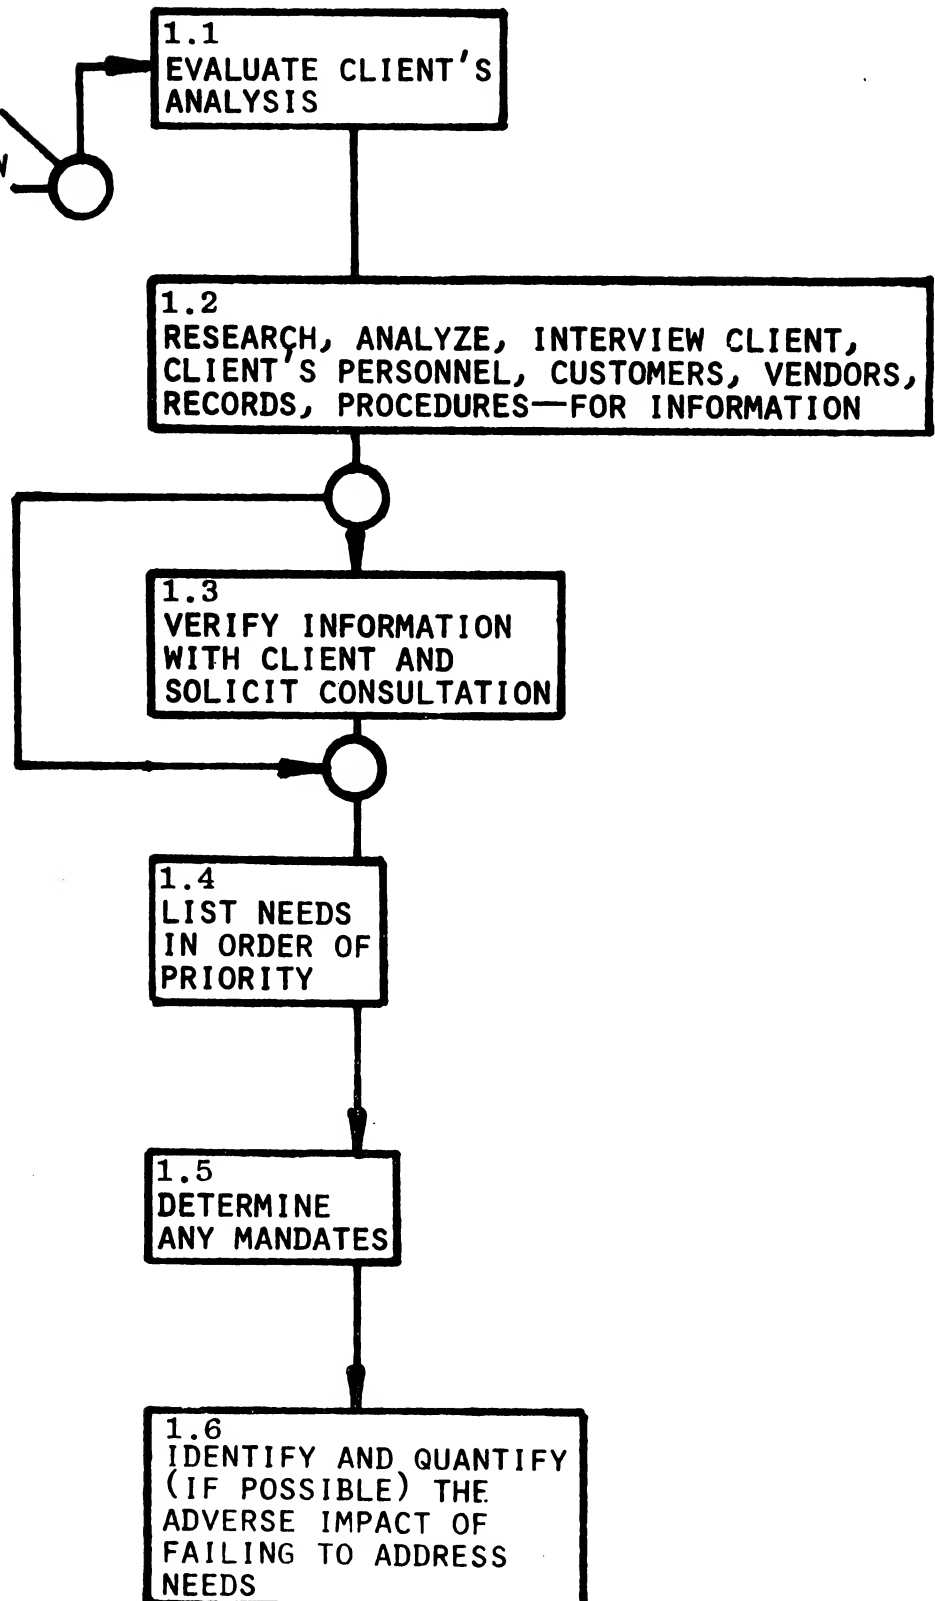 1.1
EVALUATE CLIENT'S
ANALYSIS
1.2
RESEARCH, ANALYZE, INTERVIEW CLIENT,
CLIENT'S PERSONNEL, CUSTOMERS, VENDORS,
RECORDS, PROCEDURES—FOR INFORMATION
1.3
VERIFY INFORMATION
WITH CLIENT AND
SOLICIT CONSULTATION
1.4
LIST NEEDS
IN ORDER OF
PRIORITY
1.5
DETERMINE
ANY MANDATES
1.6
IDENTIFY AND QUANTIFY
(IF POSSIBLE) THE
ADVERSE IMPACT OF
FAILING TO ADDRESS
NEEDS